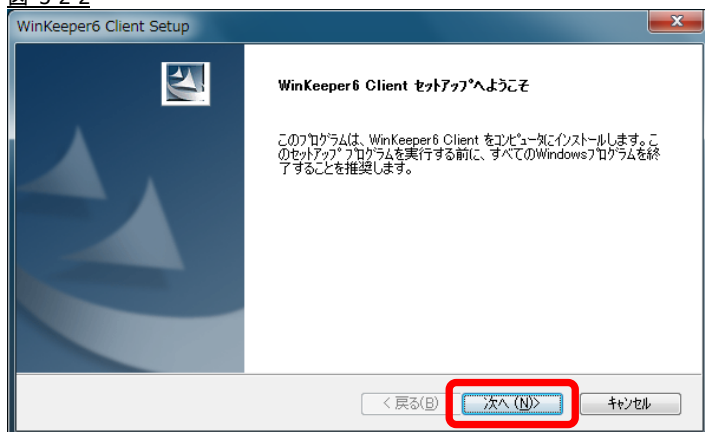 図 3-2-2
WinKeeper6 Client Setup
WinKeeper6 Client ｾｯﾄｱｯﾌﾟへようこそ
このﾌﾟﾛｸﾞﾗﾑは、WinKeeper6 Client をｺﾝﾋﾟｭｰﾀにｲﾝｽﾄｰﾙします。こ
のｾｯﾄｱｯﾌﾟ ﾌﾟﾛｸﾞﾗﾑを実行する前に、すべてのWindowsﾌﾟﾛｸﾞﾗﾑを終
了することを推奨します。
< 戻る(B) 次へ (N)> ｷｬﾝｾﾙ